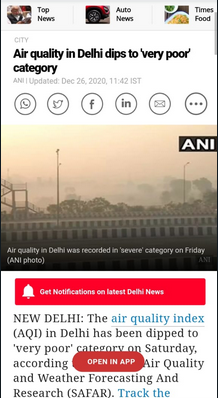 Top News
Auto News
Times Food
CITY
Air quality in Delhi dips to 'very poor'
category
ANI | Updated: Dec 26, 2020, 11:42 IST
ANI
Air quality in Delhi was recorded in 'severe' category on Friday
(ANI photo)
ANI
Get Notifications on latest Delhi News
NEW DELHI: The air quality index
(AQI) in Delhi has been dipped to
'very poor' category on Saturday,
according Air Quality
OPEN IN APP
and Weather Forecasting And
Research (SAFAR). Track the